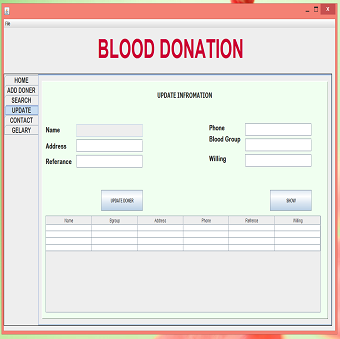 File
BLOOD DONATION
HOME
ADD DONER
SEARCH
UPDATE
CONTACT
GELARY
UPDATE INFROMATION
Name
Phone
Address
Blood Group
Referance
Willing
UPDATE DONER
SHOW
Name Bgroup Address Phone Refrense Willing